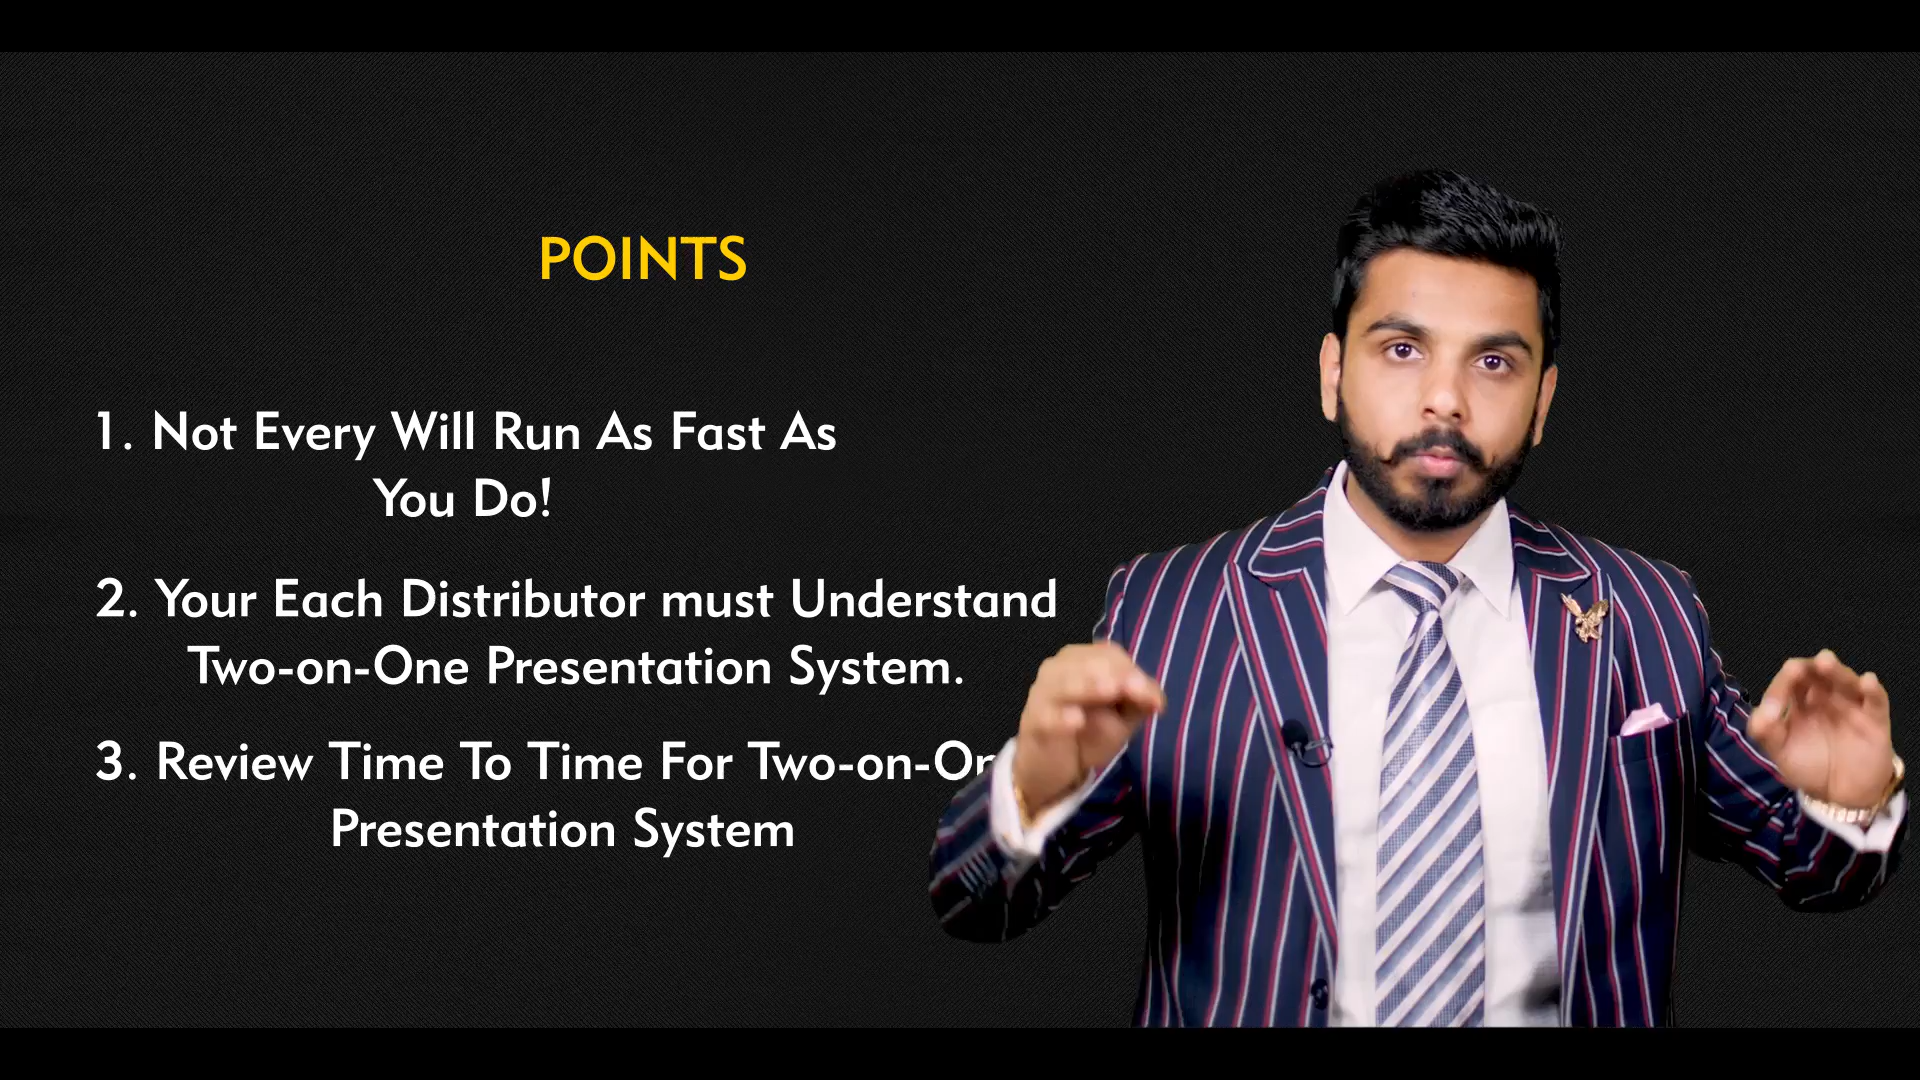 POINTS
1. Not Every Will Run As Fast As
You Do!
2. Your Each Distributor must Understand
Two-on-One Presentation System.
3. Review Time To Time For
Presentation System